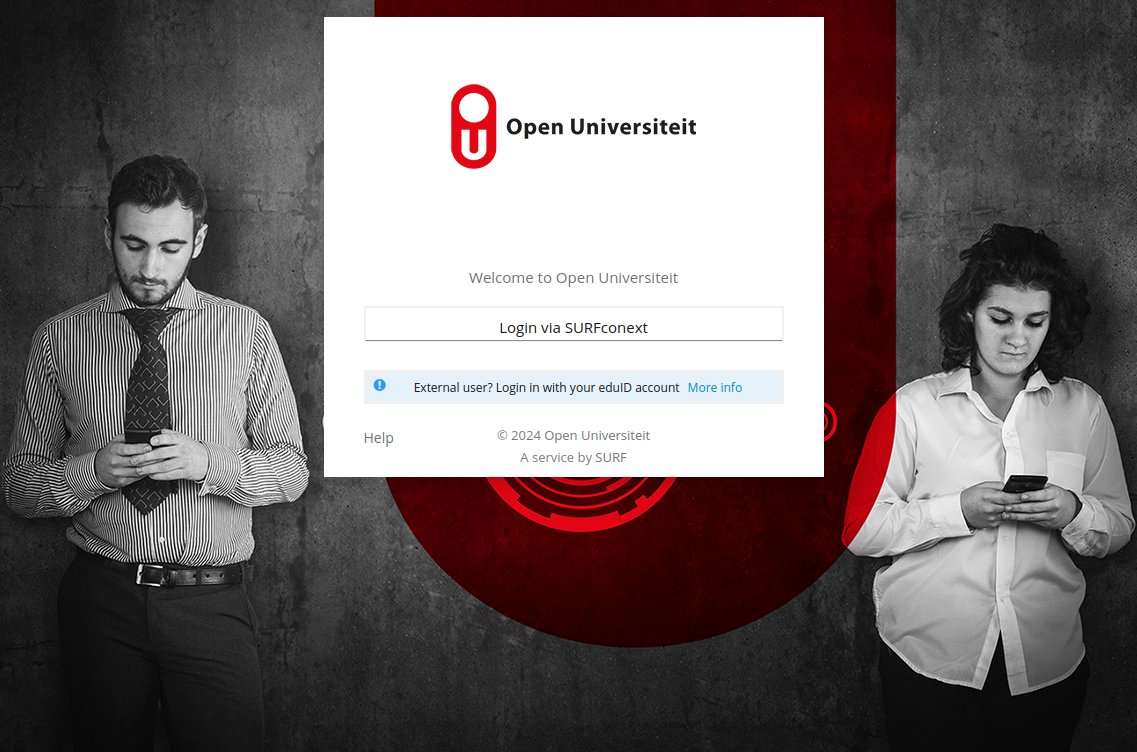 Open Universiteit
Welcome to Open Universiteit
Login via SURFconext
External user? Login in with your eduID account More info
Help
© 2024 Open Universiteit
A service by SURF